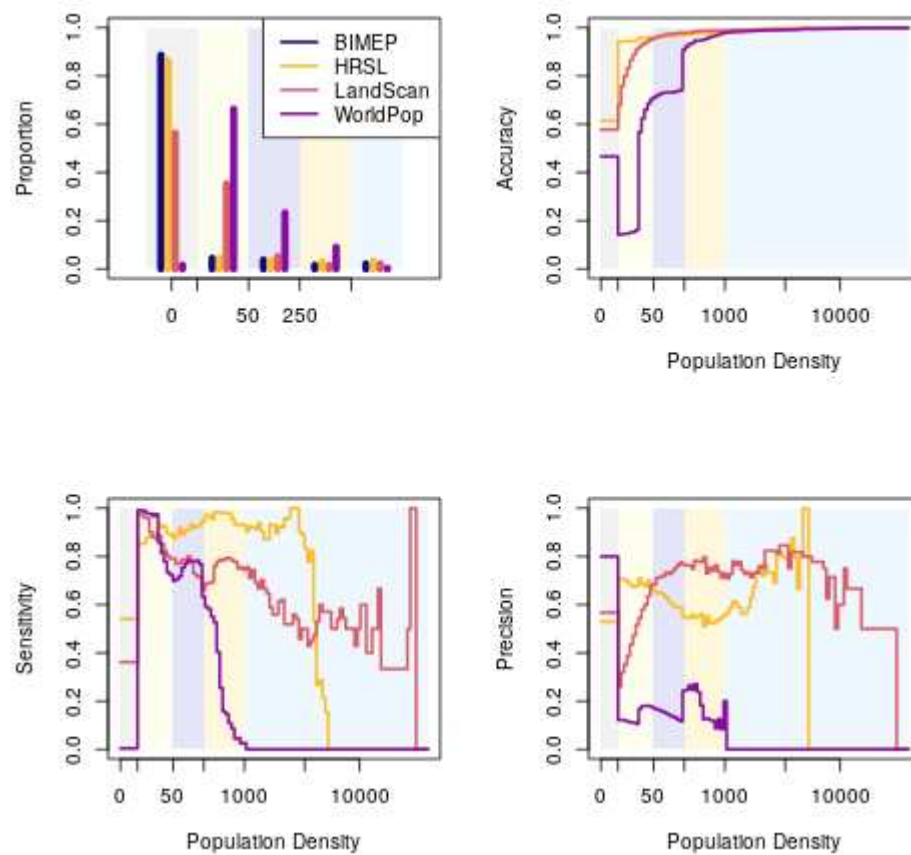 BIMEP
HRSL
LandScan
WorldPop
Proportion
0.0 0.2 0.4 0.6 0.8 1.0
0 50 250
Accuracy
0.0 0.2 0.4 0.6 0.8 1.0
0 50 1000 10000
Population Density
Sensitivity
0.0 0.2 0.4 0.6 0.8 1.0
0 50 1000 10000
Population Density
Precision
0.0 0.2 0.4 0.6 0.8 1.0
0 50 1000 10000
Population Density